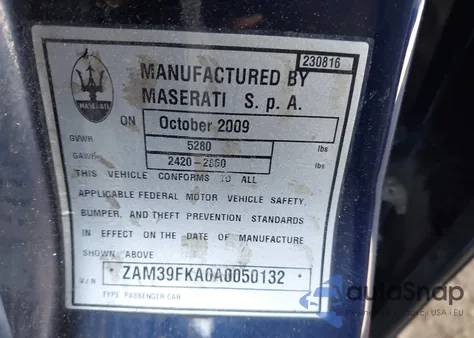 230816
MASERATI
MANUFACTURED BY
MASERATI S.p.A.
ON October 2009
GVWR 5280 lbs
GAWR 2420-2860 lbs
THIS VEHICLE CONFORMS TO ALL
APPLICABLE FEDERAL MOTOR VEHICLE SAFETY,
BUMPER, AND THEFT PREVENTION STANDARDS
IN EFFECT ON THE DATE OF MANUFACTURE
SHOWN ABOVE
V.I.N * ZAM39FKA0A0050132 *
TYPE: PASSENGER CAR
autoSnap
USA | EU